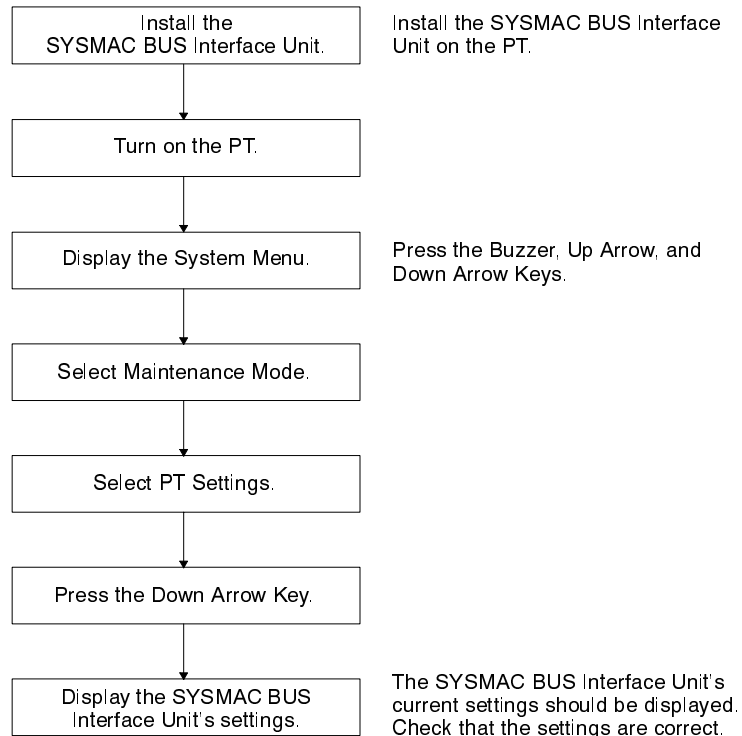 Install the
SYSMAC BUS Interface Unit.
Install the SYSMAC BUS Interface
Unit on the PT.
Turn on the PT.
Display the System Menu.
Press the Buzzer, Up Arrow, and
Down Arrow Keys.
Select Maintenance Mode.
Select PT Settings.
Press the Down Arrow Key.
Display the SYSMAC BUS
Interface Unit's settings.
The SYSMAC BUS Interface Unit's
current settings should be displayed.
Check that the settings are correct.